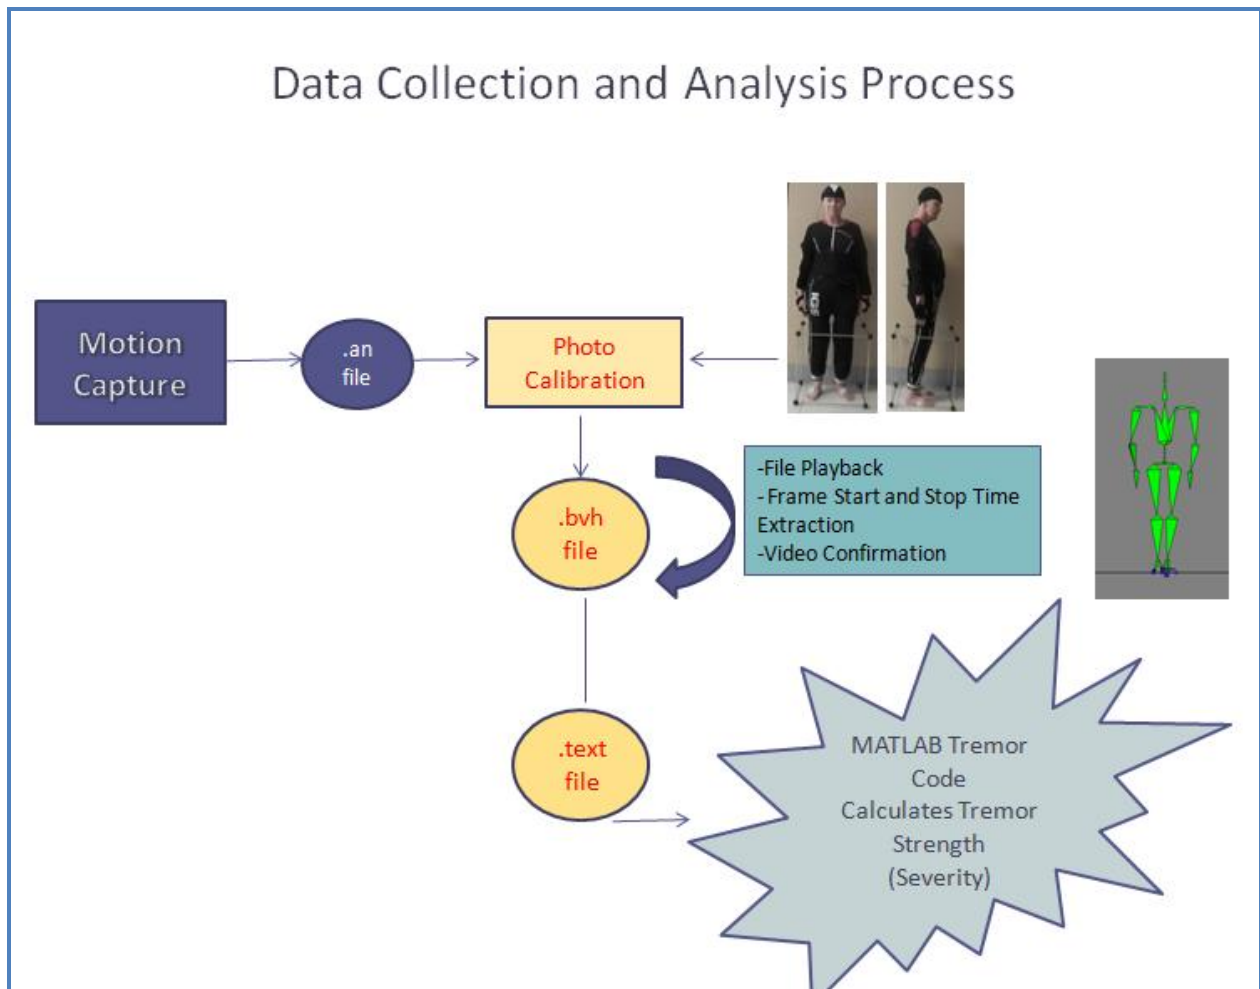 Data Collection and Analysis Process
Motion
Capture
.an
file
Photo
Calibration
.bvh
file
-File Playback
-Frame Start and Stop Time
Extraction
-Video Confirmation
.text
file
MATLAB Tremor
Code
Calculates Tremor
Strength
(Severity)